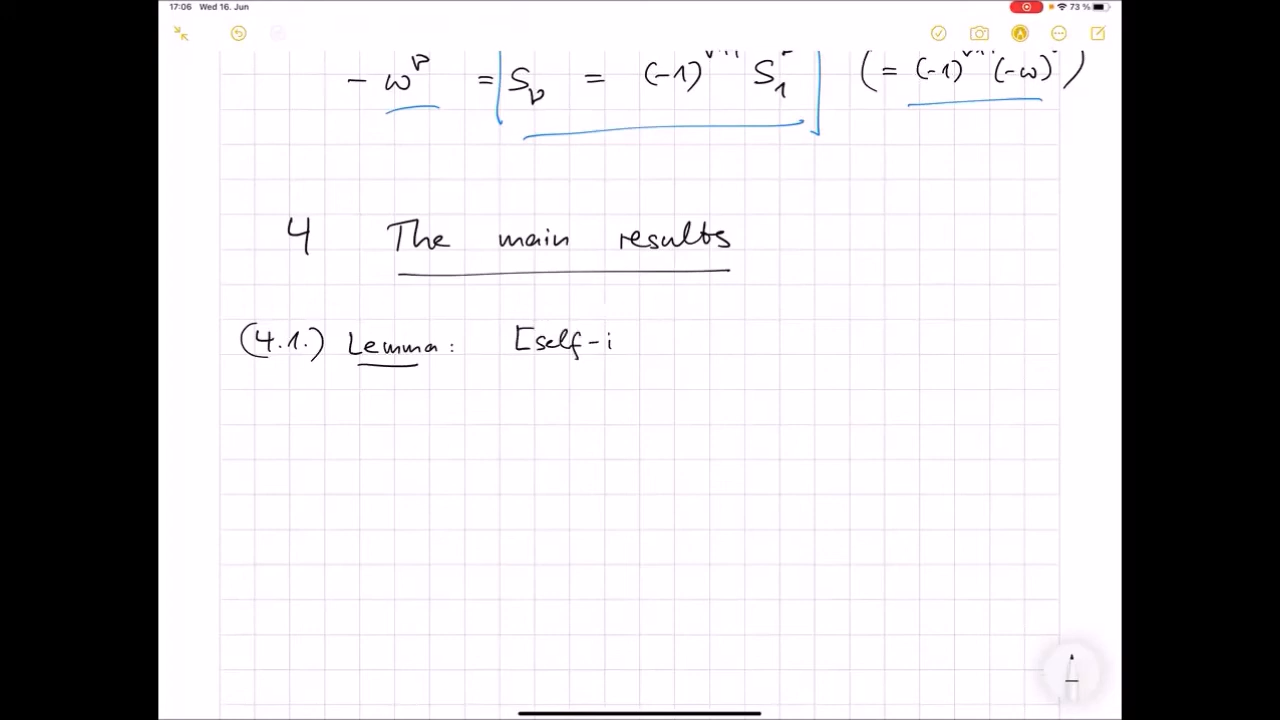 17:06 Wed 16. Jun 73 %
- ω^ν = S_ν = (-1)^ν+1 S_1^ν (= (-1)^ν+1 (-ω)^ν)
4 The main results
(4.1.) Lemma: [self-i